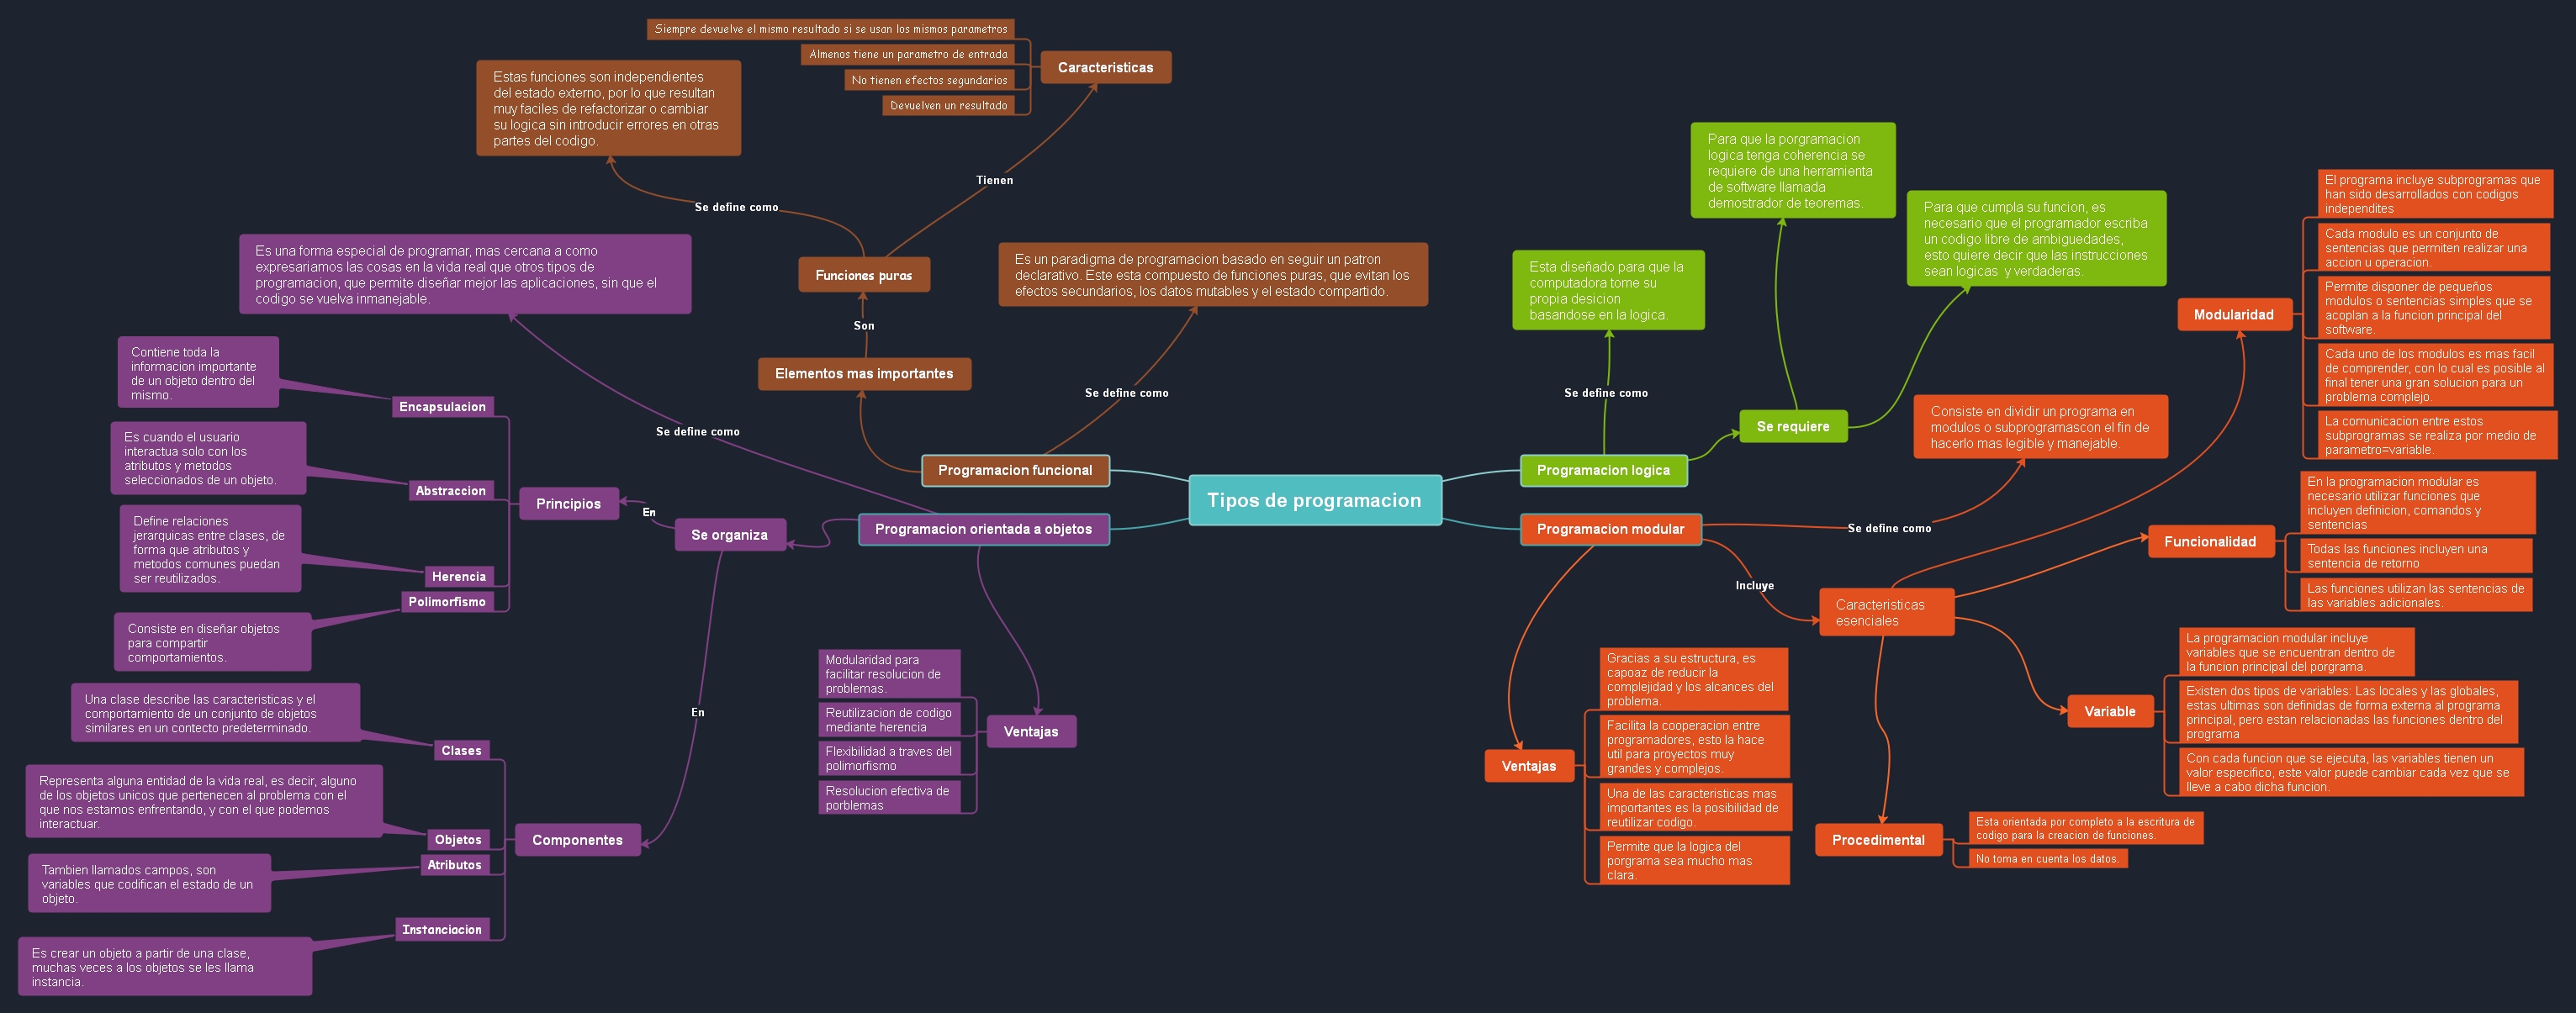 Tipos de programacion
Programacion funcional
Se define como
Es un paradigma de programacion basado en seguir un patron
declarativo. Este esta compuesto de funciones puras, que evitan los
efectos secundarios, los datos mutables y el estado compartido.
Elementos mas importantes
Son
Funciones puras
Se define como
Estas funciones son independientes
del estado externo, por lo que resultan
muy faciles de refactorizar o cambiar
su logica sin introducir errores en otras
partes del codigo.
Tienen
Caracteristicas
Siempre devuelve el mismo resultado si se usan los mismos parametros
Almenos tiene un parametro de entrada
No tienen efectos segundarios
Devuelven un resultado
Programacion orientada a objetos
Se define como
Es una forma especial de programar, mas cercana a como
expresariamos las cosas en la vida real que otros tipos de
programacion, que permite diseñar mejor las aplicaciones, sin que el
codigo se vuelva inmanejable.
Se organiza
En
Principios
Encapsulacion
Contiene toda la
informacion importante
de un objeto dentro del
mismo.
Abstraccion
Es cuando el usuario
interactua solo con los
atributos y metodos
seleccionados de un objeto.
Herencia
Define relaciones
jerarquicas entre clases, de
forma que atributos y
metodos comunes puedan
ser reutilizados.
Polimorfismo
Consiste en diseñar objetos
para compartir
comportamientos.
En
Componentes
Clases
Una clase describe las caracteristicas y el
comportamiento de un conjunto de objetos
similares en un contecto predeterminado.
Objetos
Representa alguna entidad de la vida real, es decir, alguno
de los objetos unicos que pertenecen al problema con el
que nos estamos enfrentando, y con el que podemos
interactuar.
Atributos
Tambien llamados campos, son
variables que codifican el estado de un
objeto.
Instanciacion
Es crear un objeto a partir de una clase,
muchas veces a los objetos se les llama
instancia.
Ventajas
Modularidad para
facilitar resolucion de
problemas.
Reutilizacion de codigo
mediante herencia
Flexibilidad a traves del
polimorfismo
Resolucion efectiva de
porblemas
Programacion logica
Se define como
Esta diseñado para que la
computadora tome su
propia desicion
basandose en la logica.
Se requiere
Para que la porgramacion
logica tenga coherencia se
requiere de una herramienta
de software llamada
demostrador de teoremas.
Para que cumpla su funcion, es
necesario que el programador escriba
un codigo libre de ambiguedades,
esto quiere decir que las instrucciones
sean logicas  y verdaderas.
Programacion modular
Se define como
Consiste en dividir un programa en
modulos o subprogramascon el fin de
hacerlo mas legible y manejable.
Incluye
Caracteristicas
esenciales
Modularidad
El programa incluye subprogramas que
han sido desarrollados con codigos
independites
Cada modulo es un conjunto de
sentencias que permiten realizar una
accion u operacion.
Permite disponer de pequeños
modulos o sentencias simples que se
acoplan a la funcion principal del
software.
Cada uno de los modulos es mas facil
de comprender, con lo cual es posible al
final tener una gran solucion para un
problema complejo.
La comunicacion entre estos
subprogramas se realiza por medio de
parametro=variable.
Funcionalidad
En la programacion modular es
necesario utilizar funciones que
incluyen definicion, comandos y
sentencias
Todas las funciones incluyen una
sentencia de retorno
Las funciones utilizan las sentencias de
las variables adicionales.
Variable
La programacion modular incluye
variables que se encuentran dentro de
la funcion principal del porgrama.
Existen dos tipos de variables: Las locales y las globales,
estas ultimas son definidas de forma externa al programa
principal, pero estan relacionadas las funciones dentro del
programa
Con cada funcion que se ejecuta, las variables tienen un
valor especifico, este valor puede cambiar cada vez que se
lleve a cabo dicha funcion.
Procedimental
Esta orientada por completo a la escritura de
codigo para la creacion de funciones.
No toma en cuenta los datos.
Ventajas
Gracias a su estructura, es
capoaz de reducir la
complejidad y los alcances del
problema.
Facilita la cooperacion entre
programadores, esto la hace
util para proyectos muy
grandes y complejos.
Una de las caracteristicas mas
importantes es la posibilidad de
reutilizar codigo.
Permite que la logica del
porgrama sea mucho mas
clara.